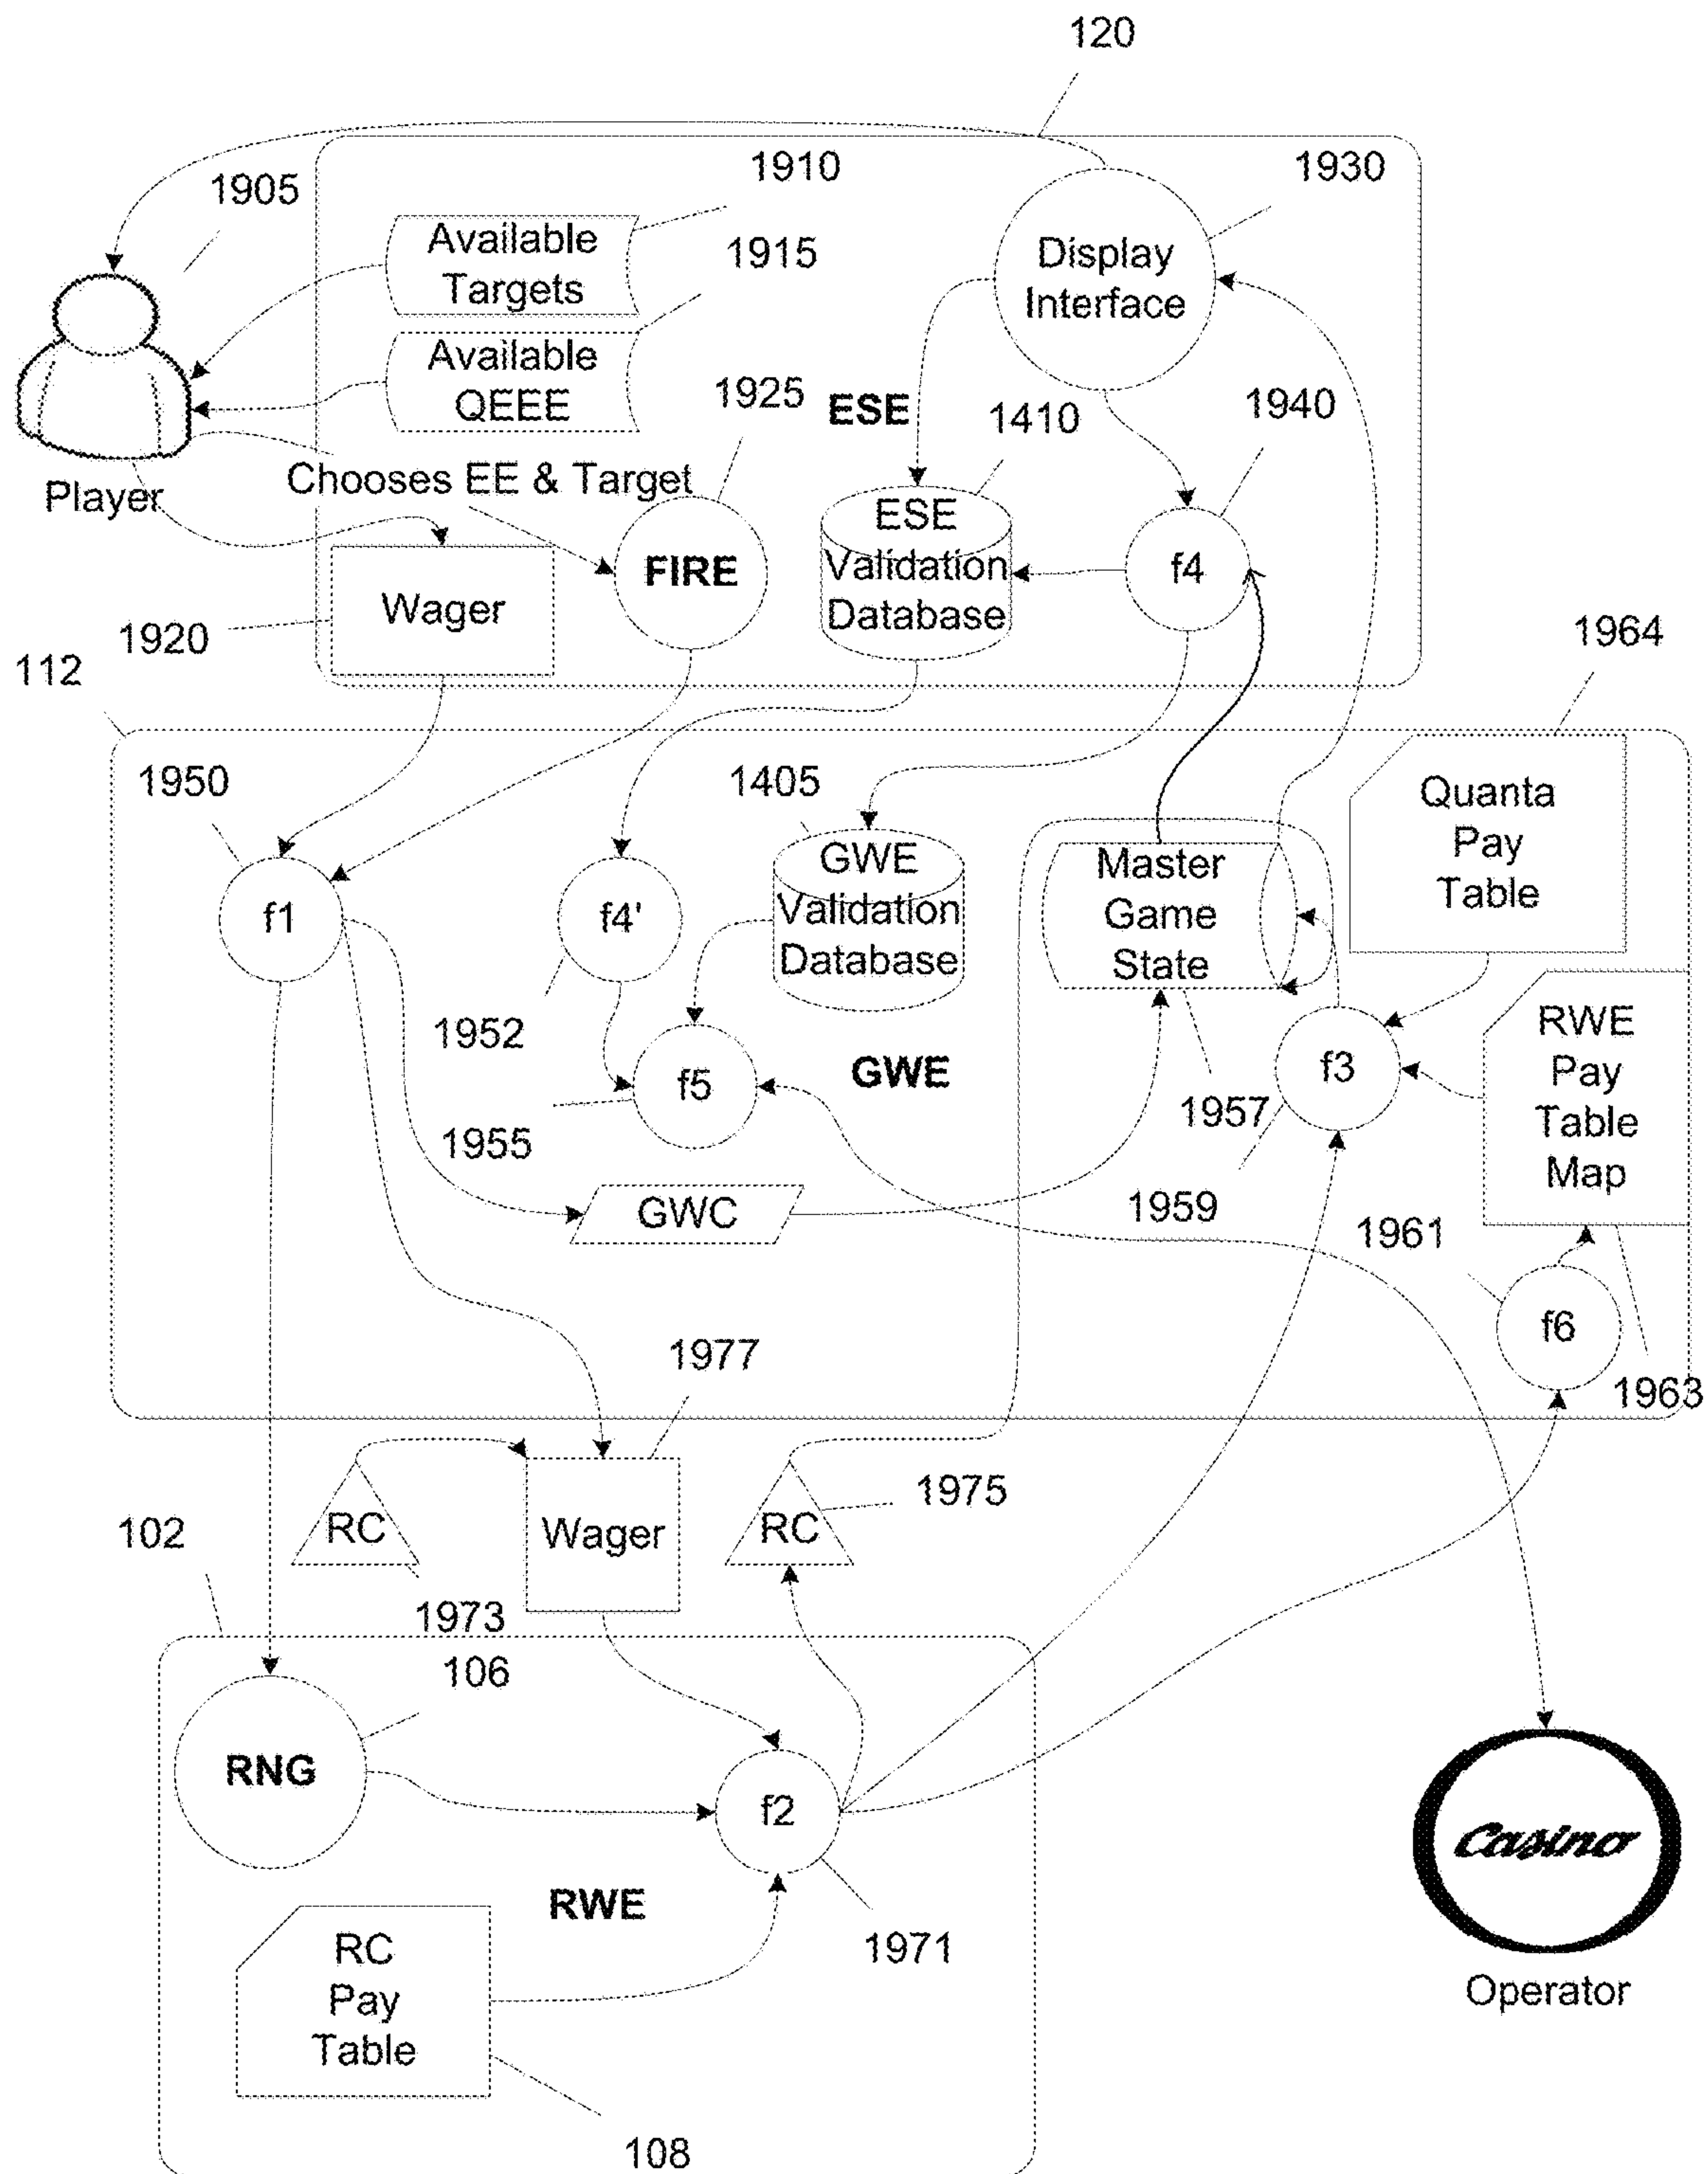 120
1910
1930
1905
Available
Targets
1915
Display
Interface
Available
QEEE
1925
ESE
1410
1940
Player
Chooses EE & Target
ESE
Validation
Database
FIRE
f4
Wager
1920
1964
112
1950
1405
Quanta
Pay
Table
GWE
Validation
Database
Master
Game
State
f1
f4'
1952
RWE
Pay
Table
Map
f5
GWE
f3
1957
1955
GWC
1959
1961
f6
1977
1963
RC
1973
Wager
RC
1975
102
106
RNG
f2
Casino
RWE
1971
Operator
RC
Pay
Table
108